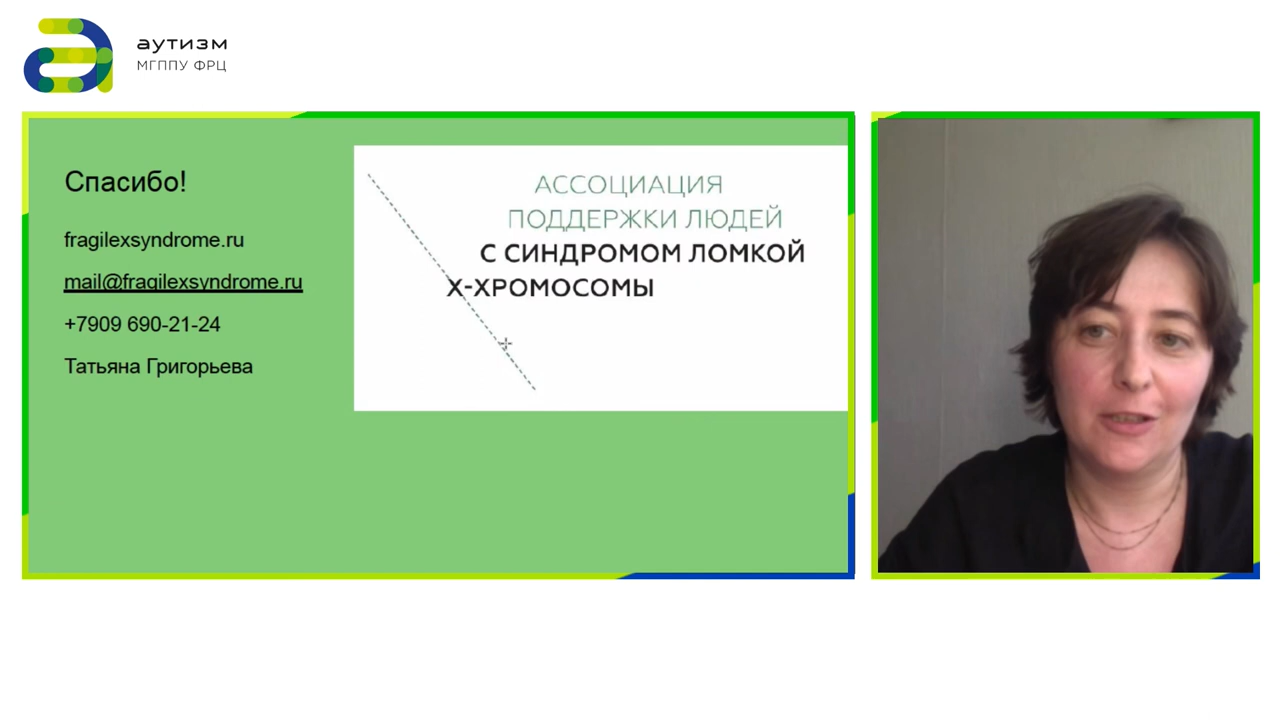 аутизм
МГППУ ФРЦ
Спасибо!
fragilexsyndrome.ru
mail@fragilexsyndrome.ru
+7909 690-21-24
Татьяна Григорьева
АССОЦИАЦИЯ
ПОДДЕРЖКИ ЛЮДЕЙ
С СИНДРОМОМ ЛОМКОЙ
Х-ХРОМОСОМЫ